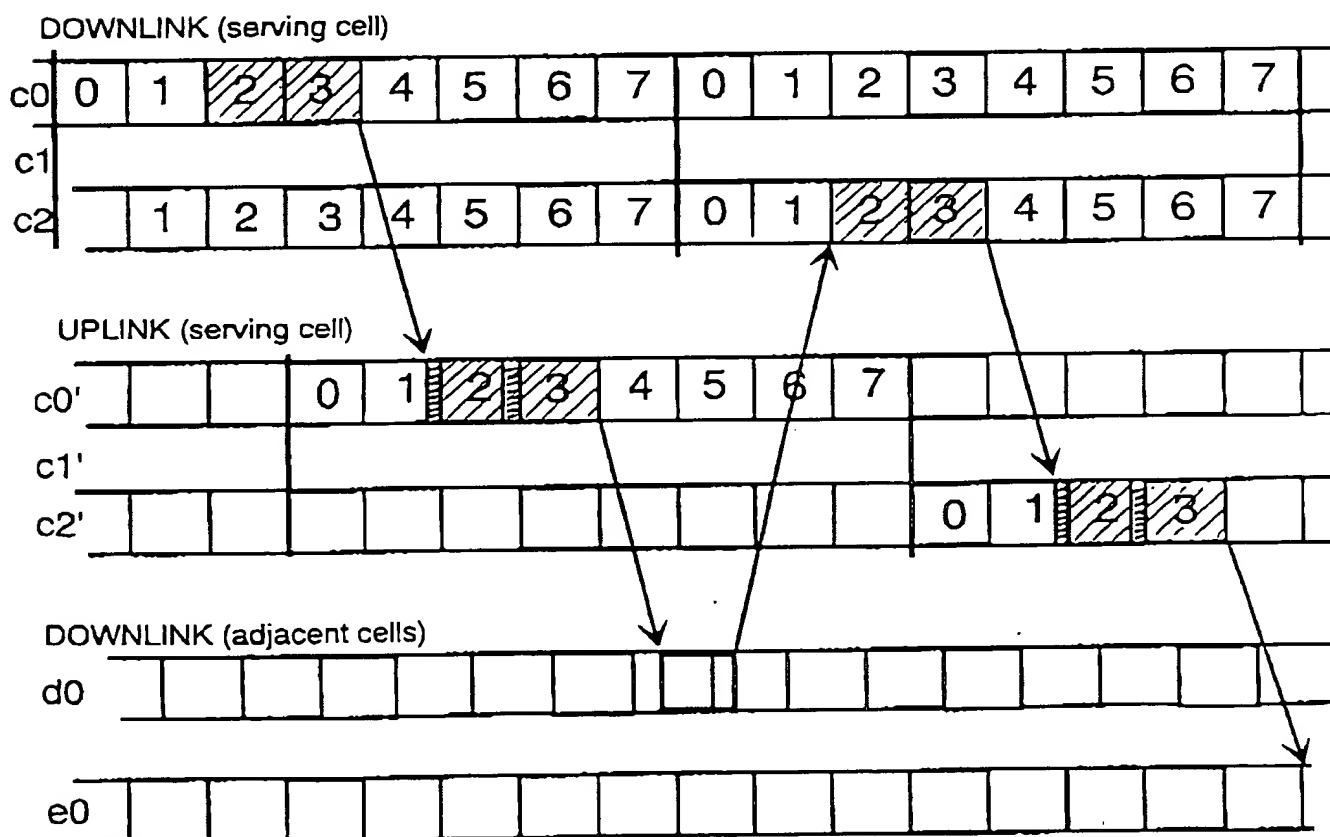 DOWNLINK (serving cell)
c0 0 1 2 3 4 5 6 7 0 1 2 3 4 5 6 7
c1
c2 1 2 3 4 5 6 7 0 1 2 3 4 5 6 7
UPLINK (serving cell)
c0' 0 1 2 3 4 5 6 7
c1'
c2' 0 1 2 3
DOWNLINK (adjacent cells)
d0
e0